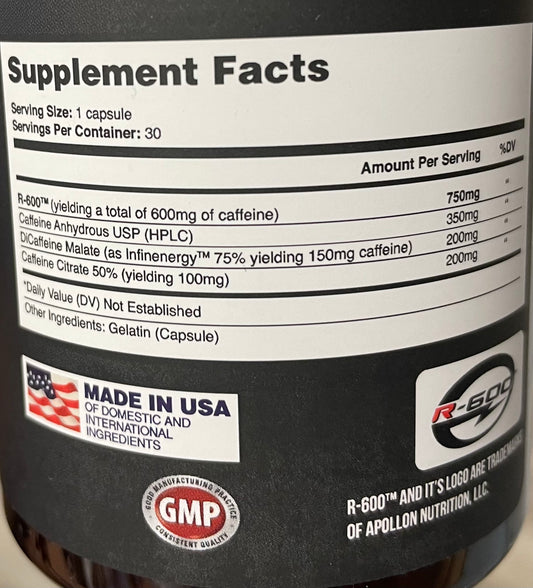 Supplement Facts
Serving Size: 1 capsule
Servings Per Container: 30
Amount Per Serving %DV
R-600™ (yielding a total of 600mg of caffeine) 750mg
Caffeine Anhydrous USP (HPLC) 350mg
DiCaffeine Malate (as Infinergy™ 75% yielding 150mg caffeine) 200mg
Caffeine Citrate 50% (yielding 100mg) 200mg
*Daily Value (DV) Not Established
Other Ingredients: Gelatin (Capsule)
MADE IN USA
OF DOMESTIC AND
INTERNATIONAL
INGREDIENTS
R-600
GOOD MANUFACTURING PRACTICE
GMP
CONSISTENT QUALITY
R-600™ AND IT'S LOGO ARE TRADEMARKS
OF APOLLON NUTRITION, LLC.